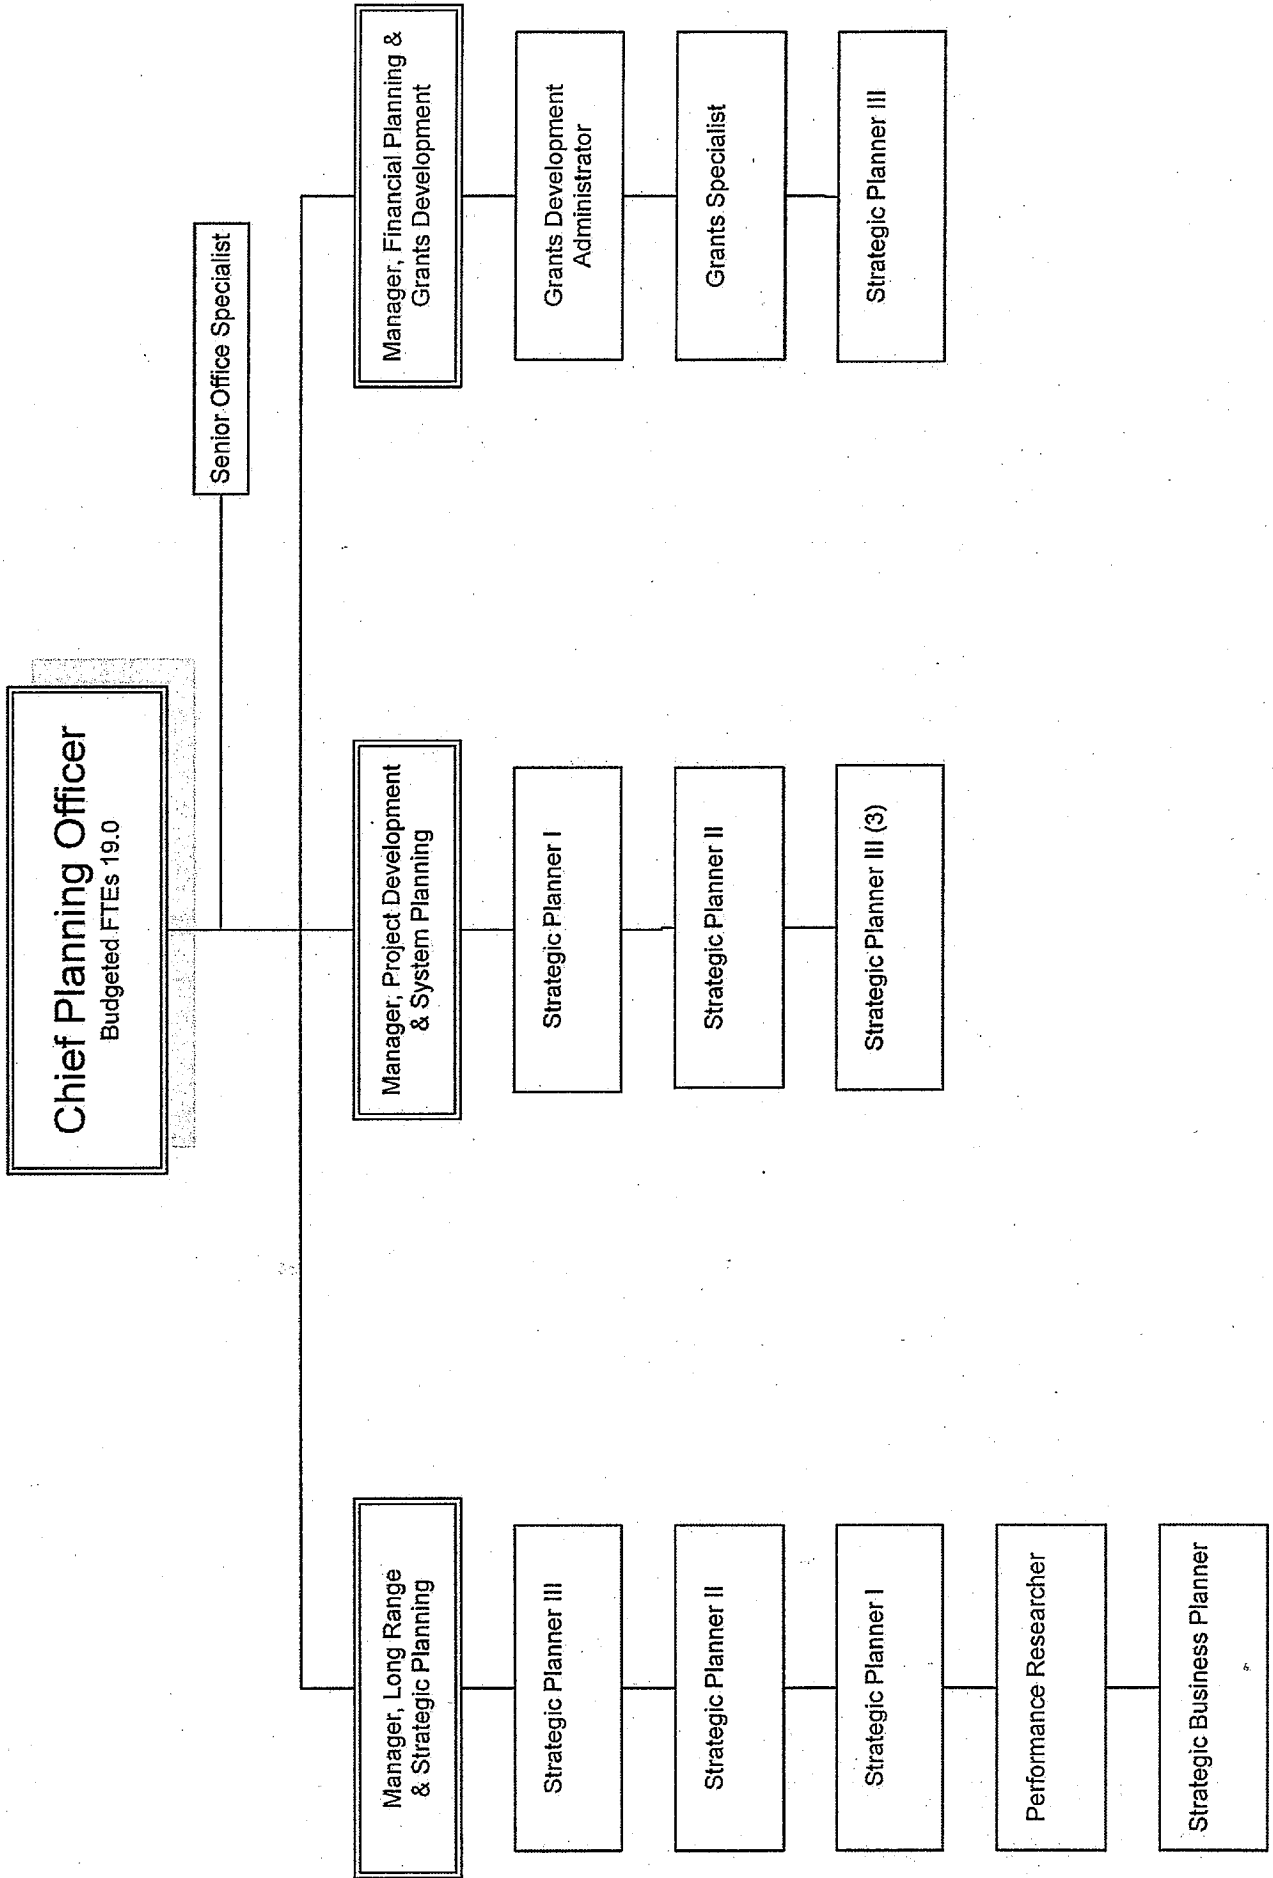 Chief Planning Officer
Budgeted FTEs 19.0
Senior Office Specialist
Manager, Long Range
& Strategic Planning
Strategic Planner III
Strategic Planner II
Strategic Planner I
Performance Researcher
Strategic Business Planner
Manager, Project Development
& System Planning
Strategic Planner I
Strategic Planner II
Strategic Planner III (3)
Manager, Financial Planning &
Grants Development
Grants Development
Administrator
Grants Specialist
Strategic Planner III